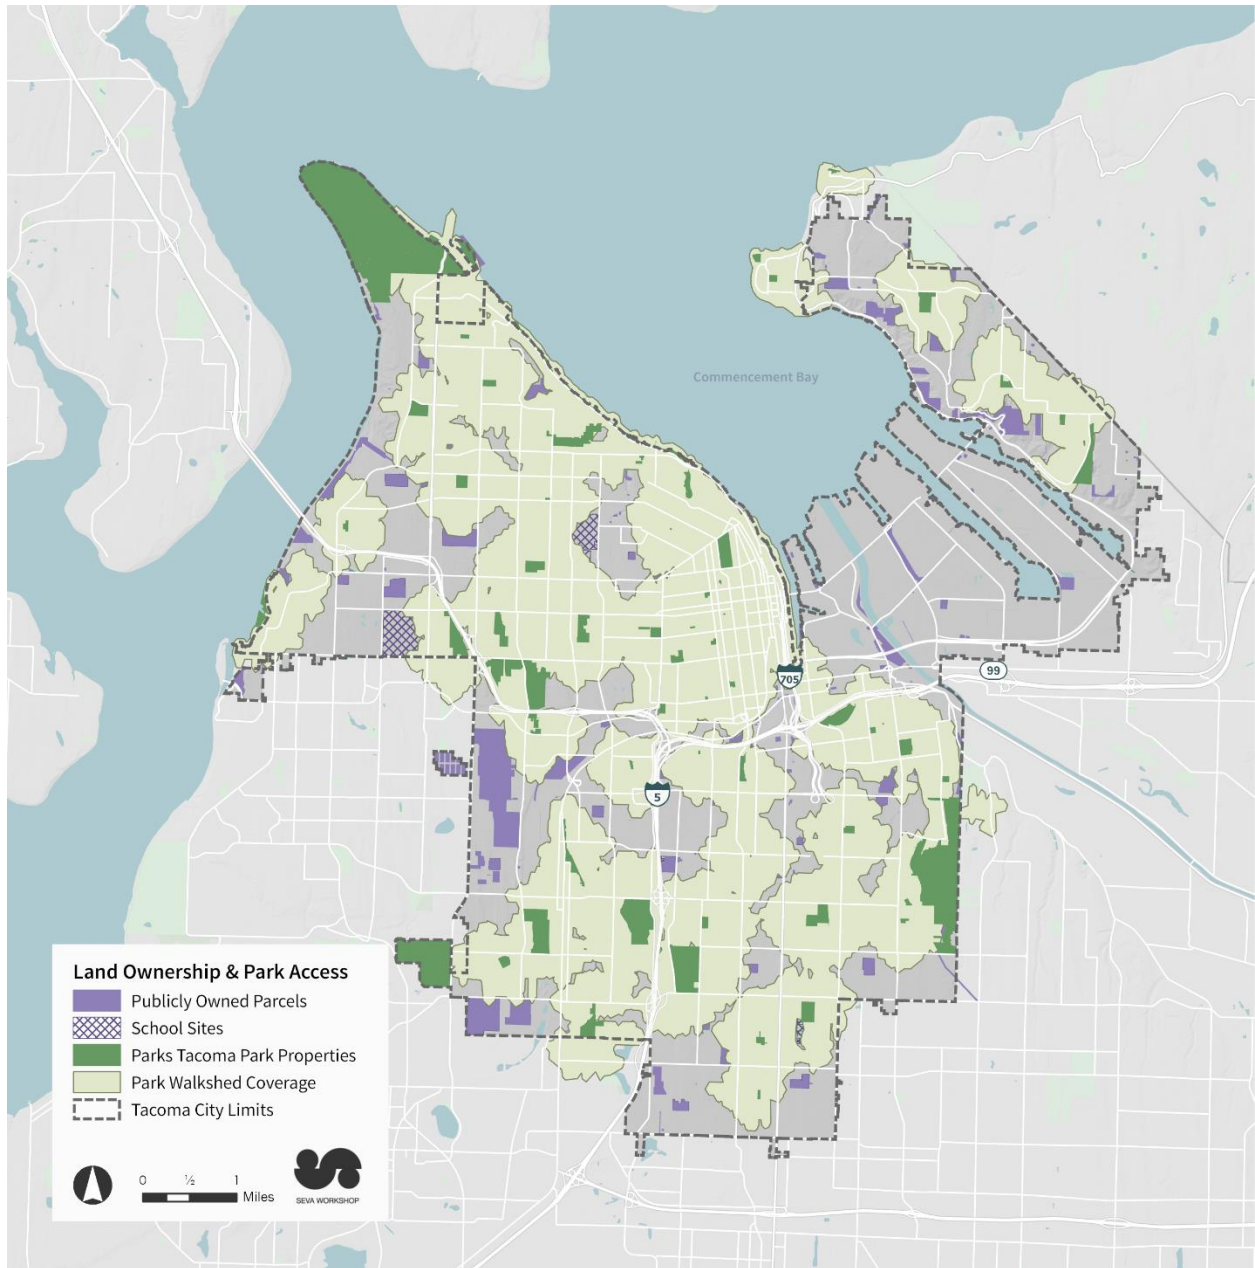 Commencement Bay
705
99
5
Land Ownership & Park Access
Publicly Owned Parcels
School Sites
Parks Tacoma Park Properties
Park Walkshed Coverage
Tacoma City Limits
0 ½ 1
Miles
SEVA WORKSHOP